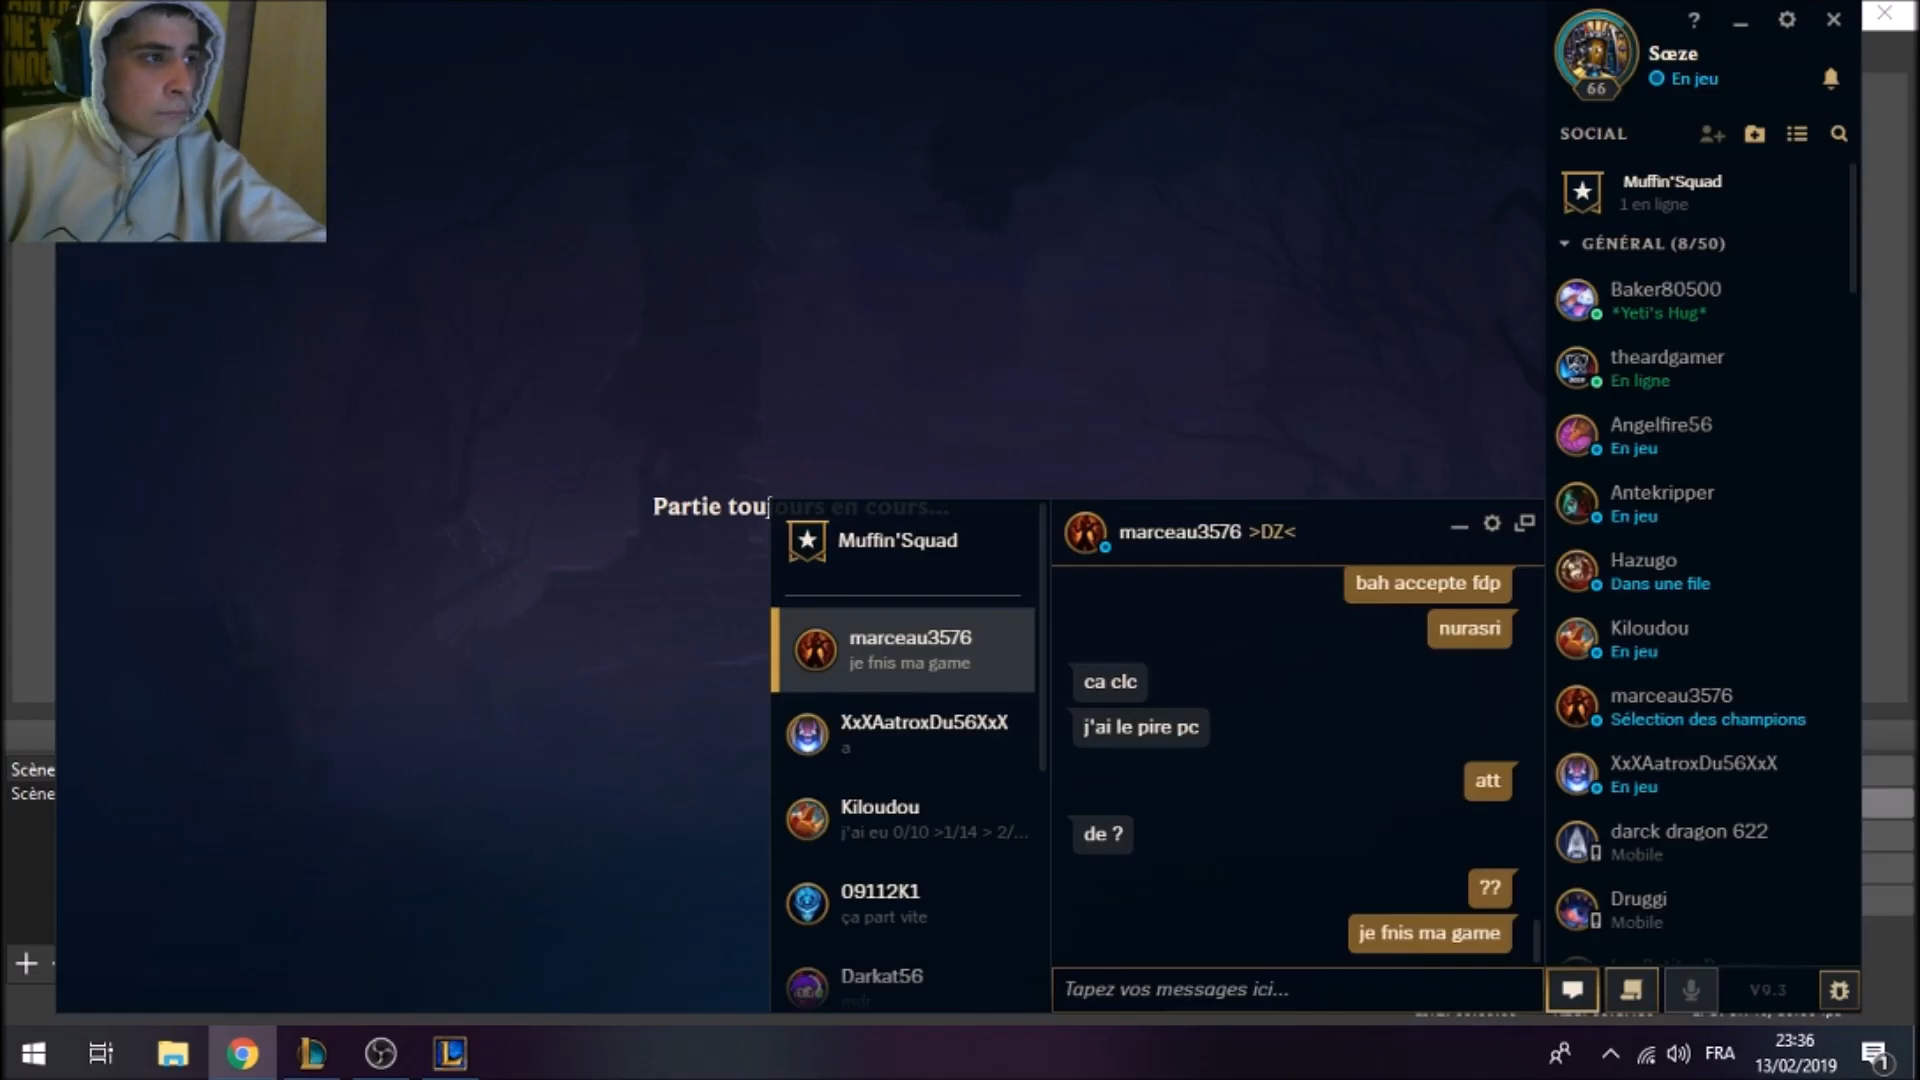 Sœze
66
En jeu
SOCIAL
Muffin'Squad
1 en ligne
GÉNÉRAL (8/50)
Baker80500
*Yeti's Hug*
theardgamer
En ligne
Angelfire56
En jeu
Antekripper
En jeu
Hazugo
Dans une file
Kiloudou
En jeu
marceau3576
Sélection des champions
XxXAatroxDu56XxX
En jeu
darck dragon 622
Mobile
Druggi
Mobile
Partie toujours en cours...
Muffin'Squad
marceau3576
je fnis ma game
XxXAatroxDu56XxX
a
Kiloudou
j'ai eu 0/10 >1/14 > 2/...
09112K1
ça part vite
Darkat56
mdr
marceau3576 >DZ<
bah accepte fdp
nurasri
ca clc
j'ai le pire pc
att
de ?
??
je fnis ma game
Tapez vos messages ici...
V9.3
Scène
Scène
FRA
23:36
13/02/2019
1